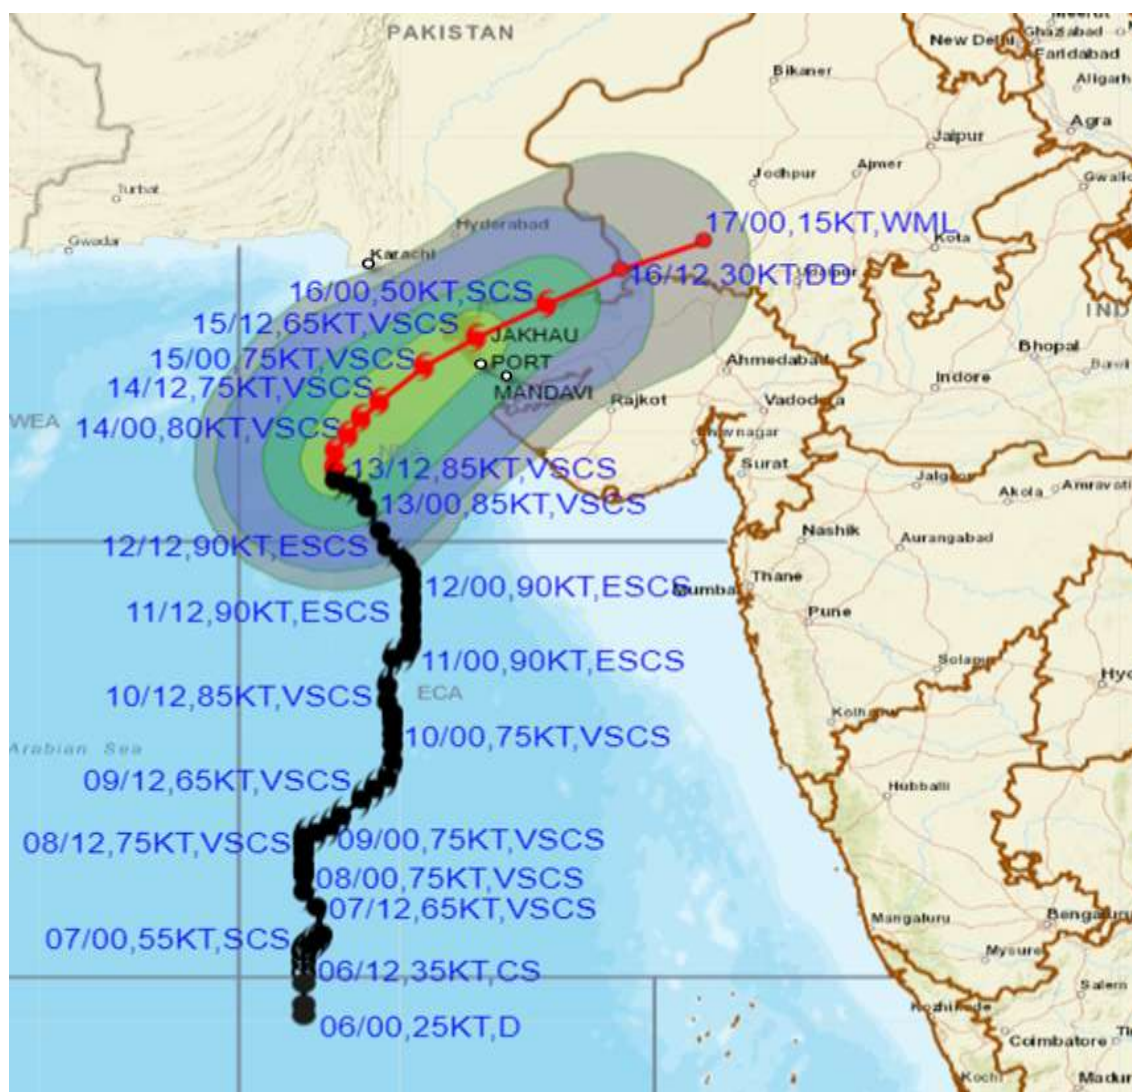 PAKISTAN
New Delhi
Ghaziabad
Faridabad
Bikaner
Aligarh
Agra
Jaipur
Turbat
Jodhpur
Ajmer
Gwadar
Hyderabad
17/00,15KT,WML
Kota
Karachi
16/12,30KT,DD
Udaipur
16/00,50KT,SCS
15/12,65KT,VSCS
JAKHAU
PORT
15/00,75KT,VSCS
MANDAVI
Ahmedabad
Bhopal
Indore
14/12,75KT,VSCS
Rajkot
Vadodara
WEA
14/00,80KT,VSCS
13/12,85KT,VSCS
Surat
Akola
Amravati
13/00,85KT,VSCS
Nashik
Aurangabad
12/12,90KT,ESCS
12/00,90KT,ESCS
Mumbai
Thane
11/12,90KT,ESCS
Pune
11/00,90KT,ESCS
Solapur
10/12,85KT,VSCS
ECA
10/00,75KT,VSCS
Arabian Sea
09/12,65KT,VSCS
Hubballi
08/12,75KT,VSCS
09/00,75KT,VSCS
08/00,75KT,VSCS
07/12,65KT,VSCS
Mangaluru
Bengaluru
07/00,55KT,SCS
Mysuru
06/12,35KT,CS
Salem
Kozhikode
06/00,25KT,D
Coimbatore
Kochi